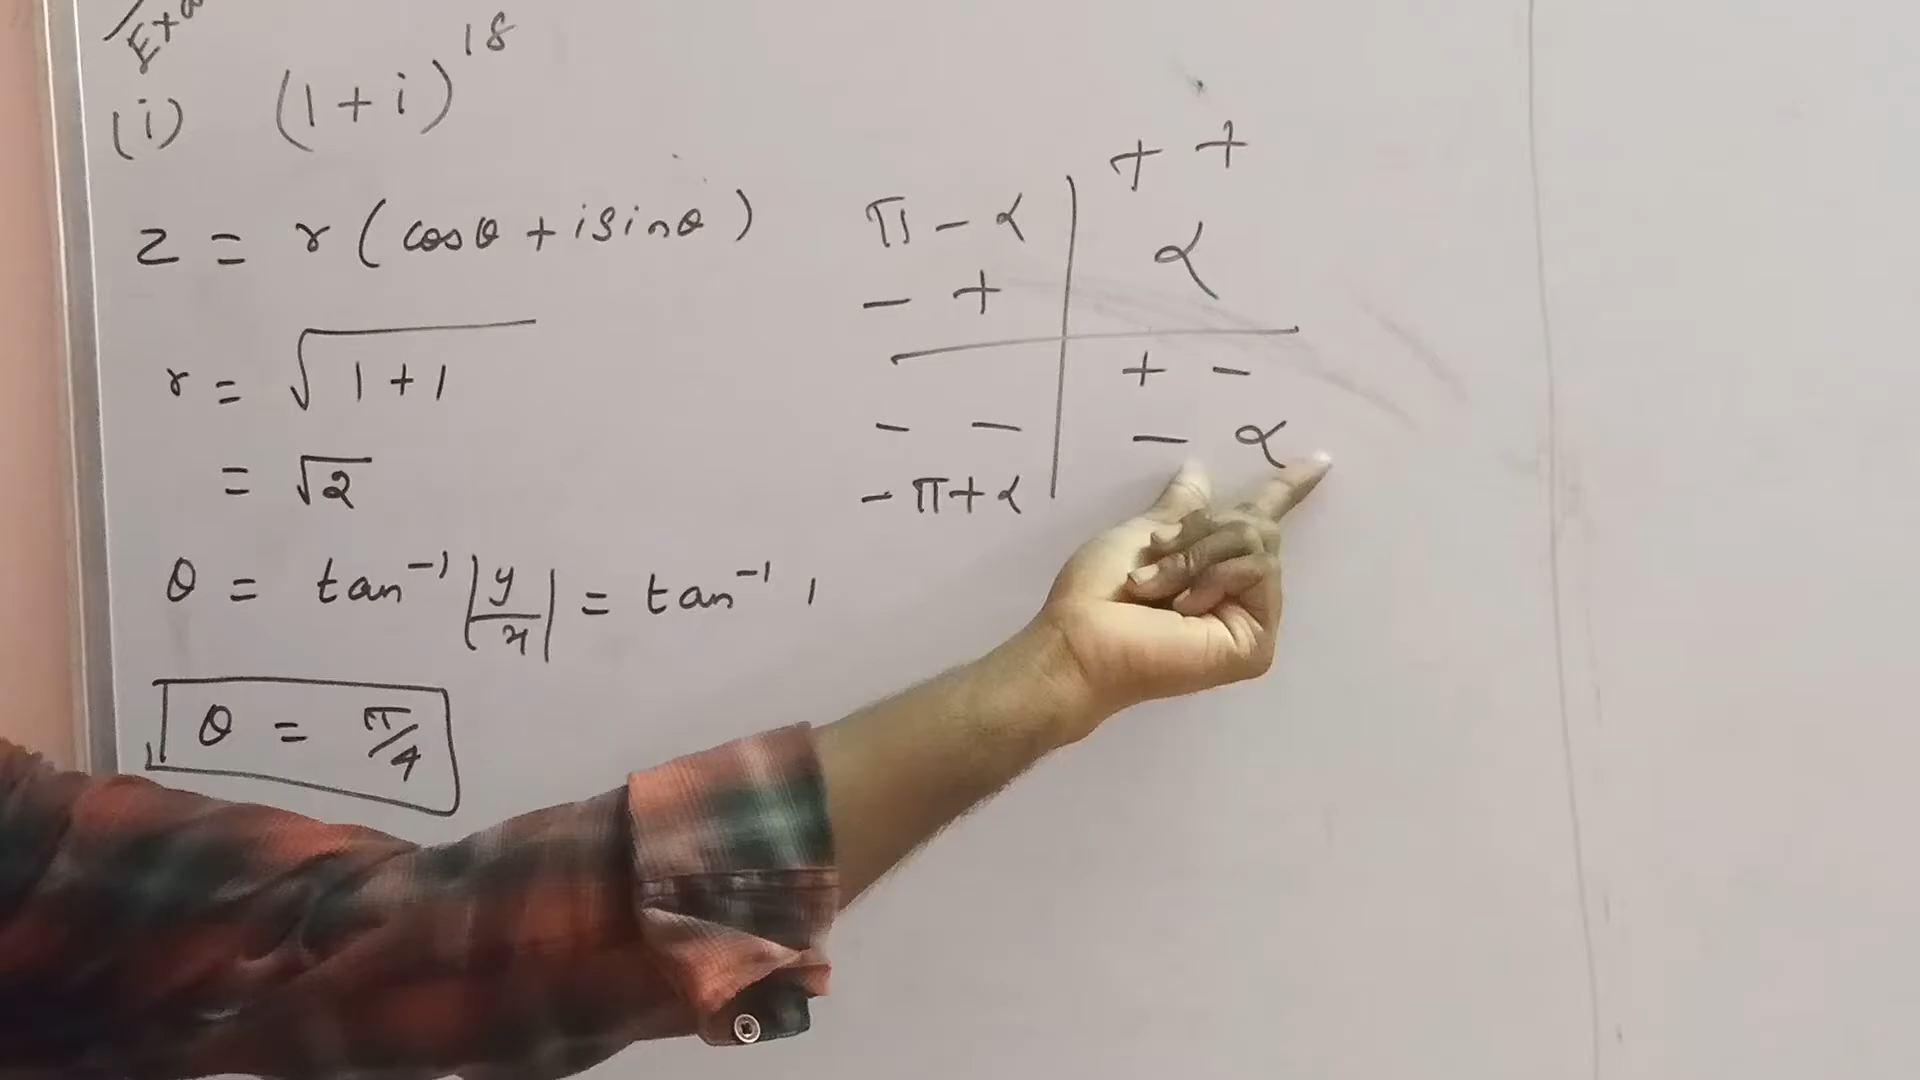 (i) (1+i)^18
z = r (cosθ + i sinθ)
r = √1+1
= √2
θ = tan⁻¹ |y/x| = tan⁻¹ 1
θ = π/4
+ +
π - α
α
- +
+ -
- -
- α
- π + α